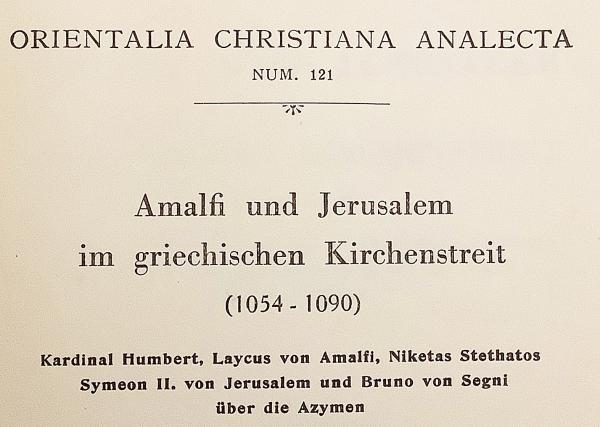 ORIENTALIA CHRISTIANA ANALECTA
NUM. 121
Amalfi und Jerusalem
im griechischen Kirchenstreit
(1054 - 1090)
Kardinal Humbert, Laycus von Amalfi, Niketas Stethatos
Symeon II. von Jerusalem und Bruno von Segni
über die Azymen